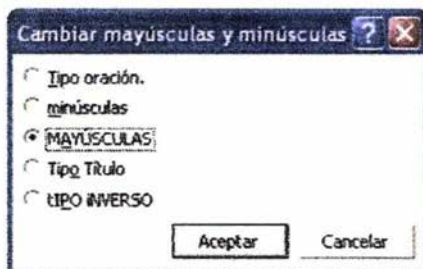 Cambiar mayúsculas y minúsculas ?
Tipo oración.
minúsculas
MAYÚSCULAS
Tipo Título
tIPO iNVERSO
Aceptar Cancelar